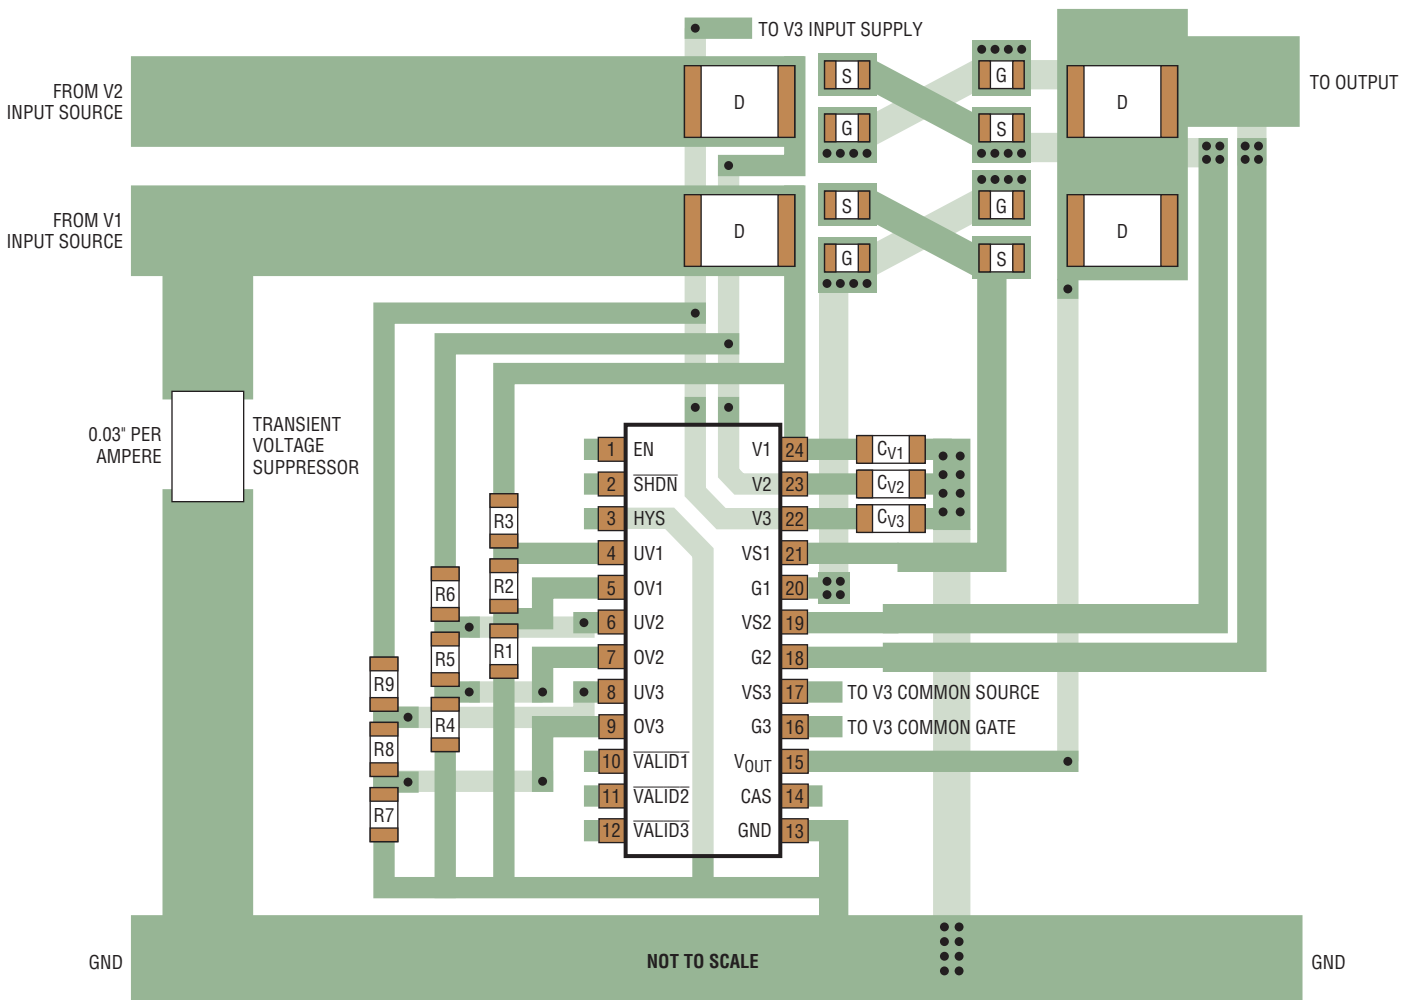 TO V3 INPUT SUPPLY
FROM V2
INPUT SOURCE
D
S
G
D
TO OUTPUT
G
S
FROM V1
INPUT SOURCE
D
S
G
D
G
S
0.03" PER
AMPERE
TRANSIENT
VOLTAGE
SUPPRESSOR
1 EN
2 SHDN
3 HYS
4 UV1
5 OV1
6 UV2
7 OV2
8 UV3
9 OV3
10 VALID1
11 VALID2
12 VALID3
V1 24
V2 23
V3 22
VS1 21
G1 20
VS2 19
G2 18
VS3 17
G3 16
VOUT 15
CAS 14
GND 13
CV1
CV2
CV3
TO V3 COMMON SOURCE
TO V3 COMMON GATE
R3
R2
R1
R6
R5
R4
R9
R8
R7
GND
NOT TO SCALE
GND